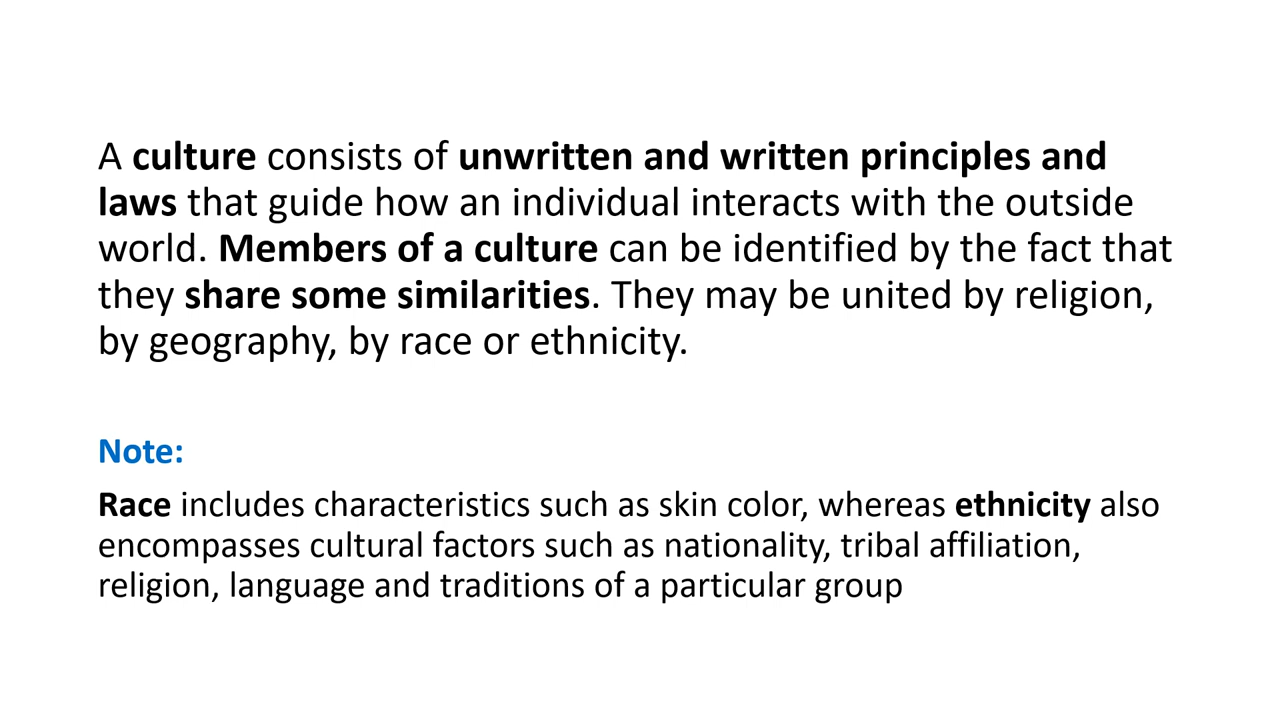 A culture consists of unwritten and written principles and
laws that guide how an individual interacts with the outside
world. Members of a culture can be identified by the fact that
they share some similarities. They may be united by religion,
by geography, by race or ethnicity.
Note:
Race includes characteristics such as skin color, whereas ethnicity also
encompasses cultural factors such as nationality, tribal affiliation,
religion, language and traditions of a particular group